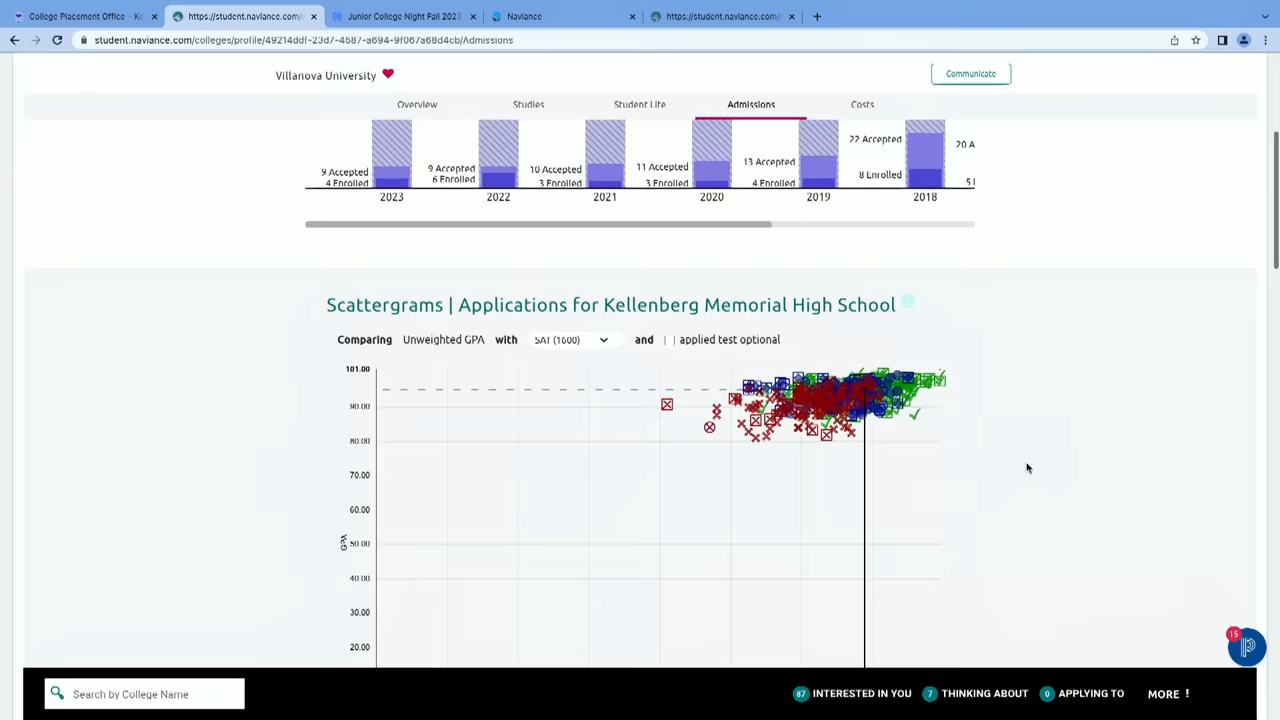 College Placement Office – Ke
https://student.naviance.com/c
Junior College Night Fall 2023
Naviance
https://student.naviance.com/c
student.naviance.com/colleges/profile/49214ddf-23d7-4587-a694-9f067a68d4cb/Admissions
Villanova University
Communicate
Overview Studies Student Life Admissions Costs
9 Accepted 9 Accepted 10 Accepted 11 Accepted 13 Accepted 22 Accepted 20 A
4 Enrolled 6 Enrolled 3 Enrolled 3 Enrolled 4 Enrolled 8 Enrolled 5
2023 2022 2021 2020 2019 2018
Scattergrams | Applications for Kellenberg Memorial High School
Comparing Unweighted GPA with SAT (1600) and applied test optional
101.00
90.00
80.00
70.00
60.00
GPA
50.00
40.00
30.00
20.00
15
Search by College Name
87 INTERESTED IN YOU 7 THINKING ABOUT 0 APPLYING TO MORE